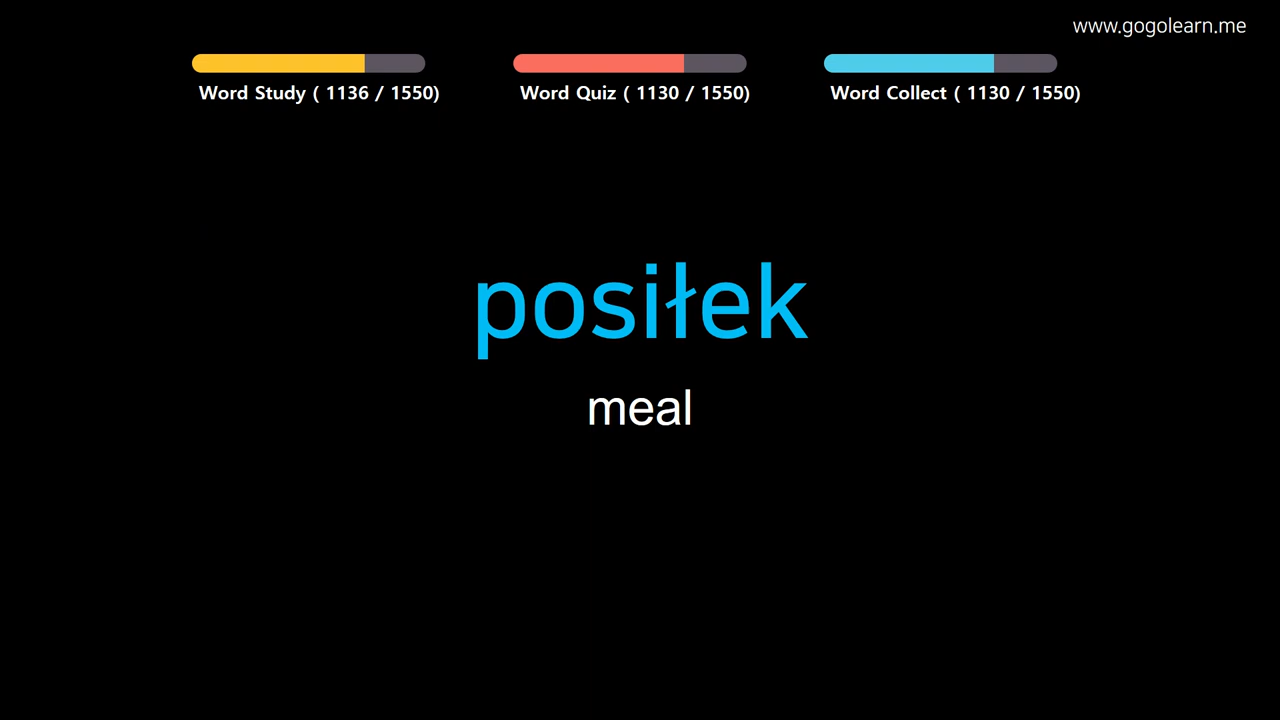 www.gogolearn.me
Word Study ( 1136 / 1550)
Word Quiz ( 1130 / 1550)
Word Collect ( 1130 / 1550)
posiłek
meal